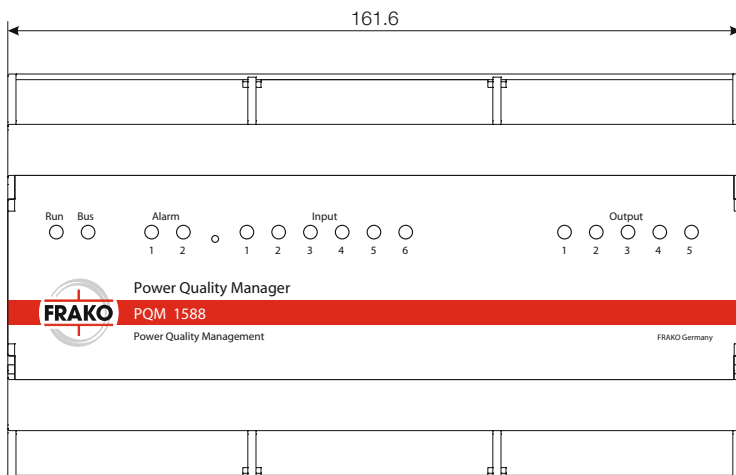 161.6
Run Bus Alarm Input Output
1 2 1 2 3 4 5 6 1 2 3 4 5
Power Quality Manager
FRAKO PQM 1588
Power Quality Management FRAKO Germany